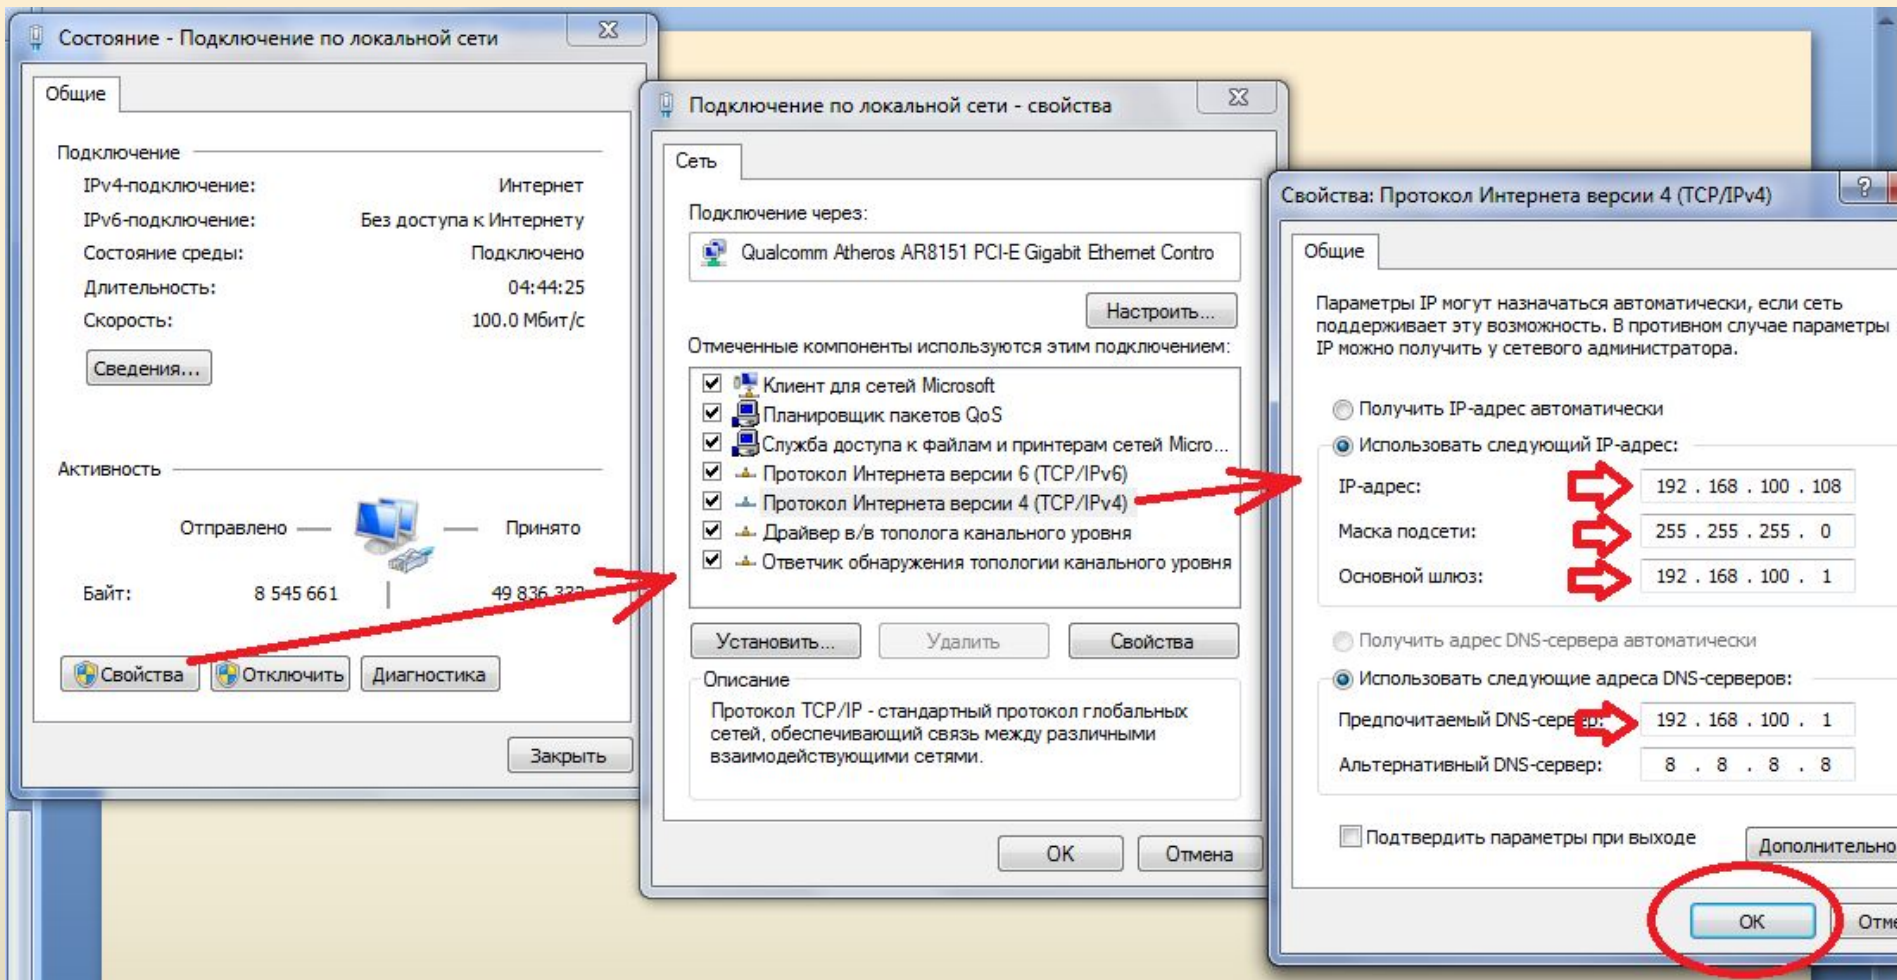 Состояние - Подключение по локальной сети
Общие
Подключение
IPv4-подключение: Интернет
IPv6-подключение: Без доступа к Интернету
Состояние среды: Подключено
Длительность: 04:44:25
Скорость: 100.0 Мбит/с
Сведения...
Активность
Отправлено Принято
Байт: 8 545 661
Свойства Отключить Диагностика
Закрыть
Подключение по локальной сети - свойства
Сеть
Подключение через:
Qualcomm Atheros AR8151 PCI-E Gigabit Ethernet Contro
Настроить...
Отмеченные компоненты используются этим подключением:
Клиент для сетей Microsoft
Планировщик пакетов QoS
Служба доступа к файлам и принтерам сетей Micro...
Протокол Интернета версии 6 (TCP/IPv6)
Протокол Интернета версии 4 (TCP/IPv4)
Драйвер в/в тополога канального уровня
Ответчик обнаружения топологии канального уровня
Установить... Удалить Свойства
Описание
Протокол TCP/IP - стандартный протокол глобальных
сетей, обеспечивающий связь между различными
взаимодействующими сетями.
OK Отмена
Свойства: Протокол Интернета версии 4 (TCP/IPv4)
Общие
Параметры IP могут назначаться автоматически, если сеть
поддерживает эту возможность. В противном случае параметры
IP можно получить у сетевого администратора.
Получить IP-адрес автоматически
Использовать следующий IP-адрес:
IP-адрес: 192 . 168 . 100 . 108
Маска подсети: 255 . 255 . 255 . 0
Основной шлюз: 192 . 168 . 100 . 1
Получить адрес DNS-сервера автоматически
Использовать следующие адреса DNS-серверов:
Предпочитаемый DNS-сервер: 192 . 168 . 100 . 1
Альтернативный DNS-сервер: 8 . 8 . 8 . 8
Подтвердить параметры при выходе
Дополнительно
OK Отме